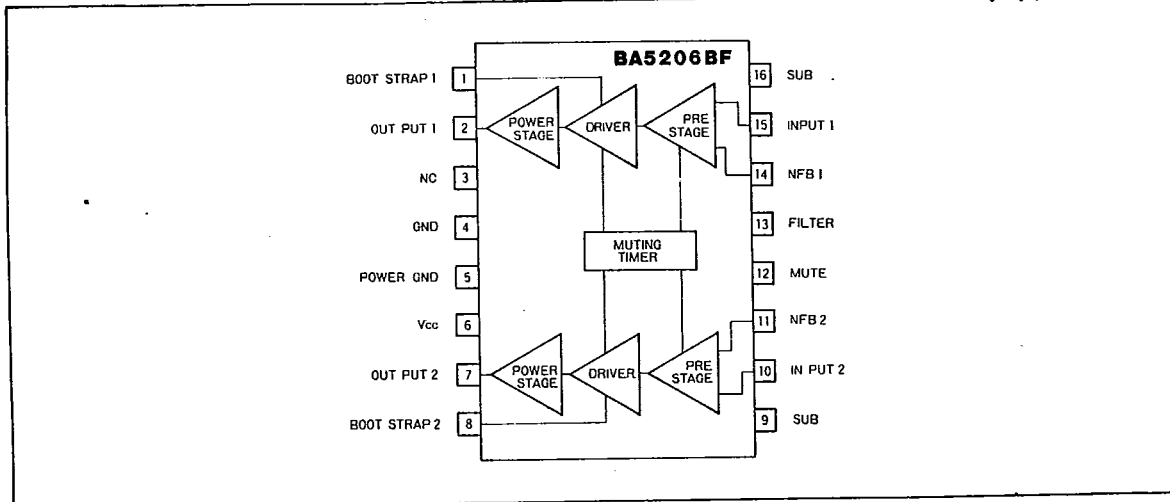 BA5206BF
BOOT STRAP 1
1
16
SUB
OUT PUT 1
2
POWER
STAGE
DRIVER
PRE
STAGE
15
INPUT 1
NC
3
14
NFB 1
GND
4
13
FILTER
MUTING
TIMER
POWER GND
5
12
MUTE
Vcc
6
11
NFB 2
OUT PUT 2
7
POWER
STAGE
DRIVER
PRE
STAGE
10
IN PUT 2
BOOT STRAP 2
8
9
SUB